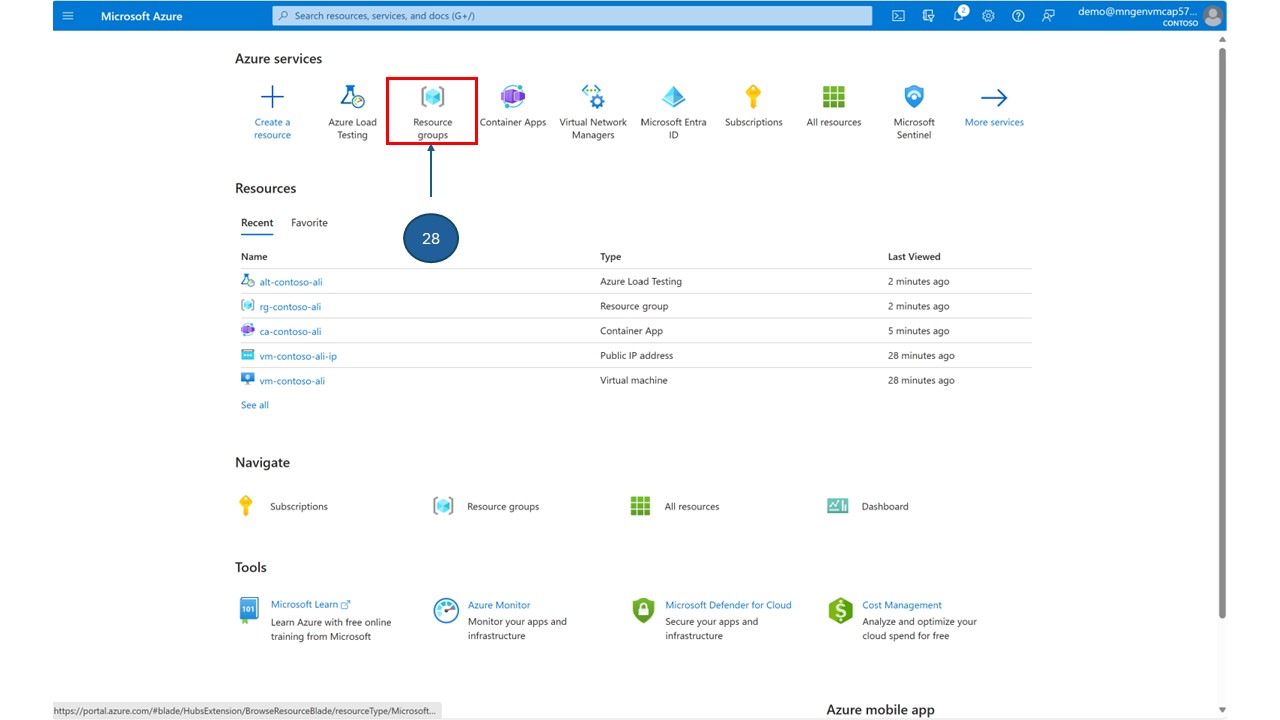 Microsoft Azure
Search resources, services, and docs (G+/)
2
demo@mngenvmcap57...
CONTOSO
Azure services
Create a
resource
Azure Load
Testing
Resource
groups
Container Apps
Virtual Network
Managers
Microsoft Entra
ID
Subscriptions
All resources
Microsoft
Sentinel
More services
Resources
Recent Favorite
28
Name Type Last Viewed
alt-contoso-ali Azure Load Testing 2 minutes ago
rg-contoso-ali Resource group 2 minutes ago
ca-contoso-ali Container App 5 minutes ago
vm-contoso-ali-ip Public IP address 28 minutes ago
vm-contoso-ali Virtual machine 28 minutes ago
See all
Navigate
Subscriptions Resource groups All resources Dashboard
Tools
101
Microsoft Learn
Learn Azure with free online
training from Microsoft
Azure Monitor
Monitor your apps and
infrastructure
Microsoft Defender for Cloud
Secure your apps and
infrastructure
Cost Management
Analyze and optimize your
cloud spend for free
https://portal.azure.com/#blade/HubsExtension/BrowseResourceBlade/resourceType/Microsoft...
Azure mobile app